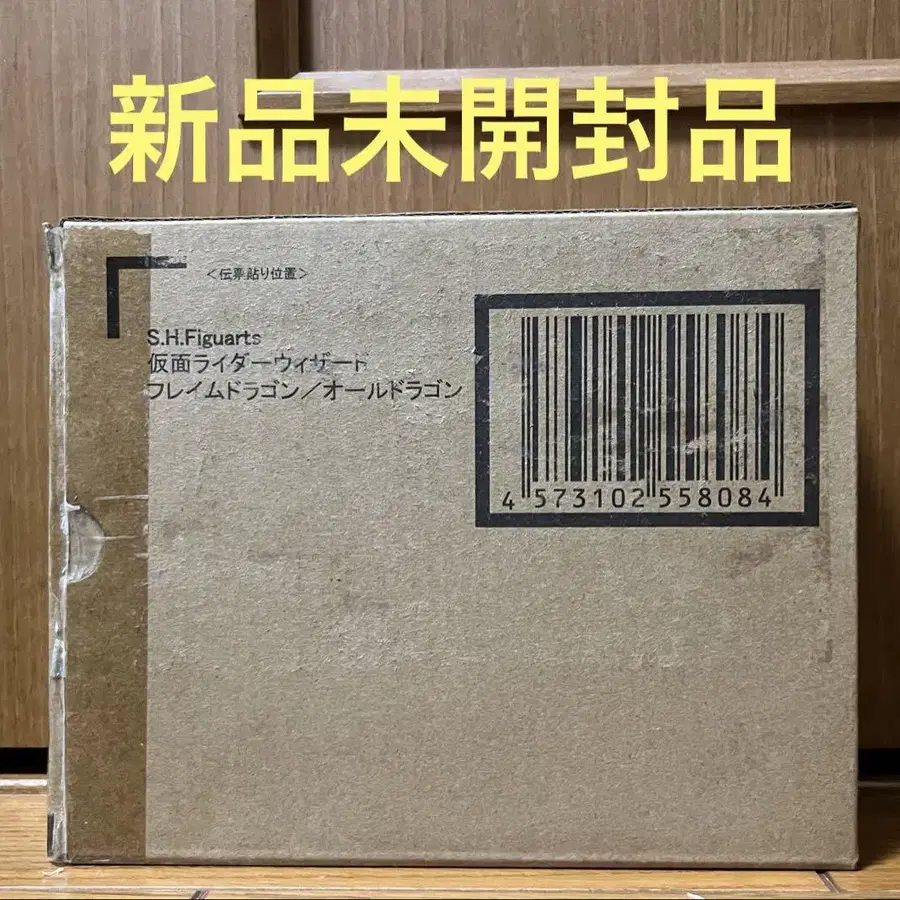 新品未開封品
<伝票貼り位置>
S.H.Figuarts
仮面ライダーウィザード
フレイムドラゴン／オールドラゴン
4 573102 558084